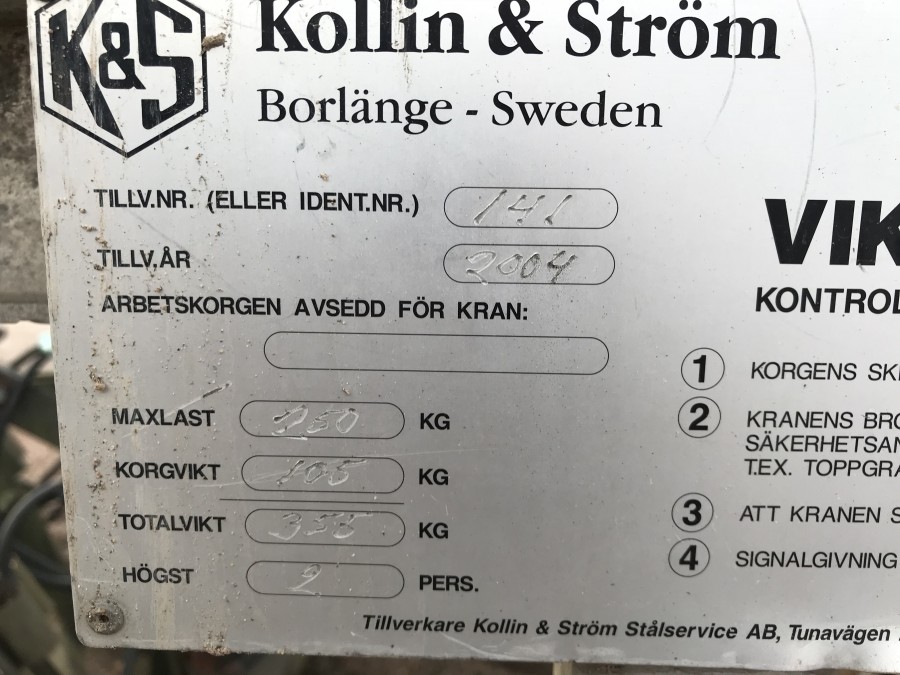 K&S
Kollin & Ström
Borlänge - Sweden
TILLV.NR. (ELLER IDENT.NR.) 141
TILLV.ÅR 2004
ARBETSKORGEN AVSEDD FÖR KRAN:
MAXLAST 250 KG
KORGVIKT 105 KG
TOTALVIKT 355 KG
HÖGST 2 PERS.
VIK
KONTROL
1 KORGENS SK
2 KRANENS BRO
SÄKERHETSAN
T.EX. TOPPGRA
3 ATT KRANEN S
4 SIGNALGIVNING
Tillverkare Kollin & Ström Stålservice AB, Tunavägen